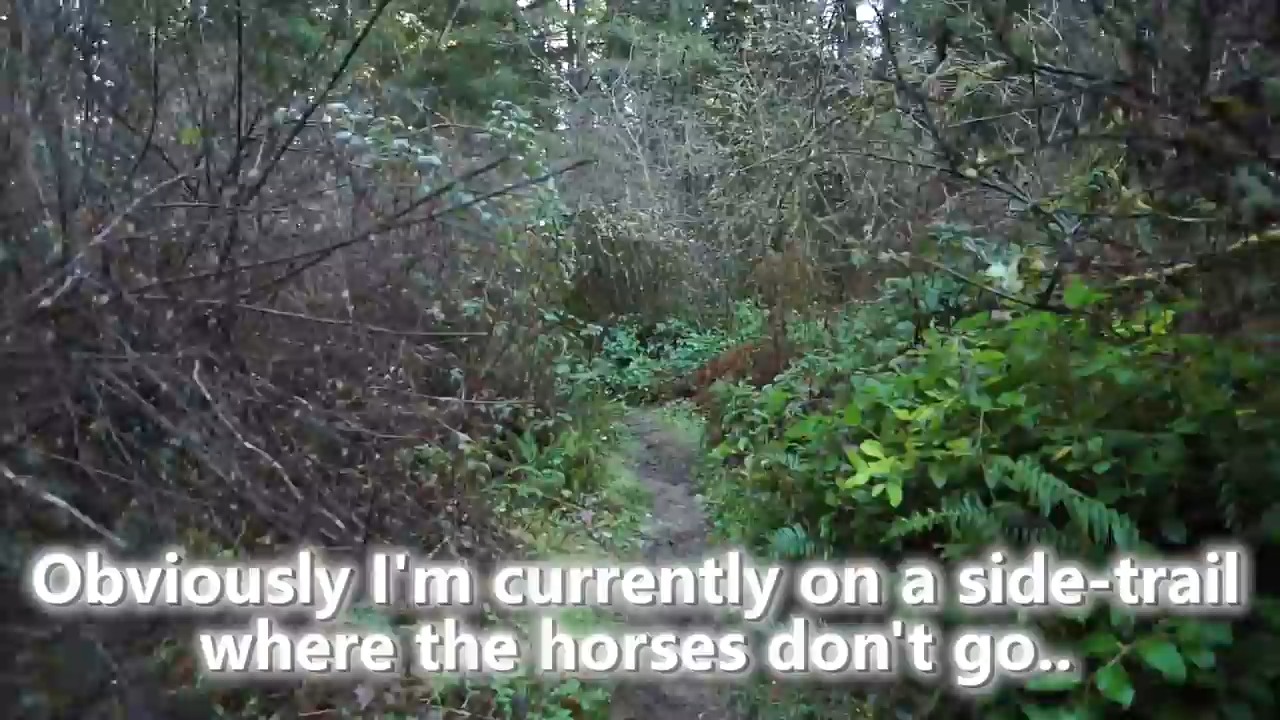 Obviously I'm currently on a side-trail
where the horses don't go..